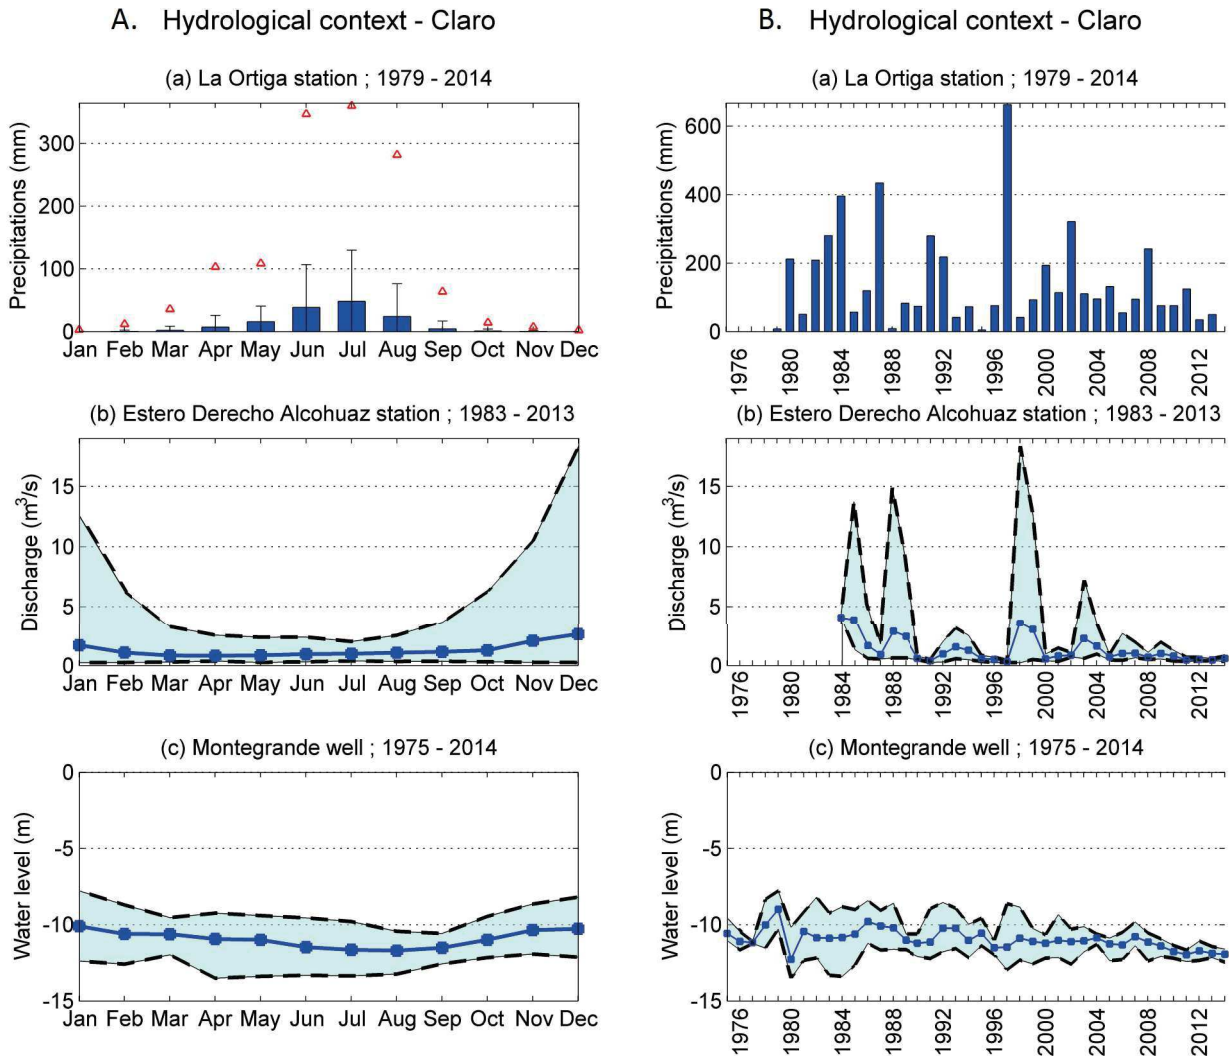 A. Hydrological context - Claro
(a) La Ortiga station ; 1979 - 2014
Precipitations (mm)
300
200
100
0
Jan Feb Mar Apr May Jun Jul Aug Sep Oct Nov Dec
(b) Estero Derecho Alcohuaz station ; 1983 - 2013
Discharge (m³/s)
15
10
5
0
Jan Feb Mar Apr May Jun Jul Aug Sep Oct Nov Dec
(c) Montegrande well ; 1975 - 2014
Water level (m)
0
-5
-10
-15
Jan Feb Mar Apr May Jun Jul Aug Sep Oct Nov Dec
B. Hydrological context - Claro
(a) La Ortiga station ; 1979 - 2014
Precipitations (mm)
600
400
200
0
1976 1980 1984 1988 1992 1996 2000 2004 2008 2012
(b) Estero Derecho Alcohuaz station ; 1983 - 2013
Discharge (m³/s)
15
10
5
0
1976 1980 1984 1988 1992 1996 2000 2004 2008 2012
(c) Montegrande well ; 1975 - 2014
Water level (m)
0
-5
-10
-15
1976 1980 1984 1988 1992 1996 2000 2004 2008 2012